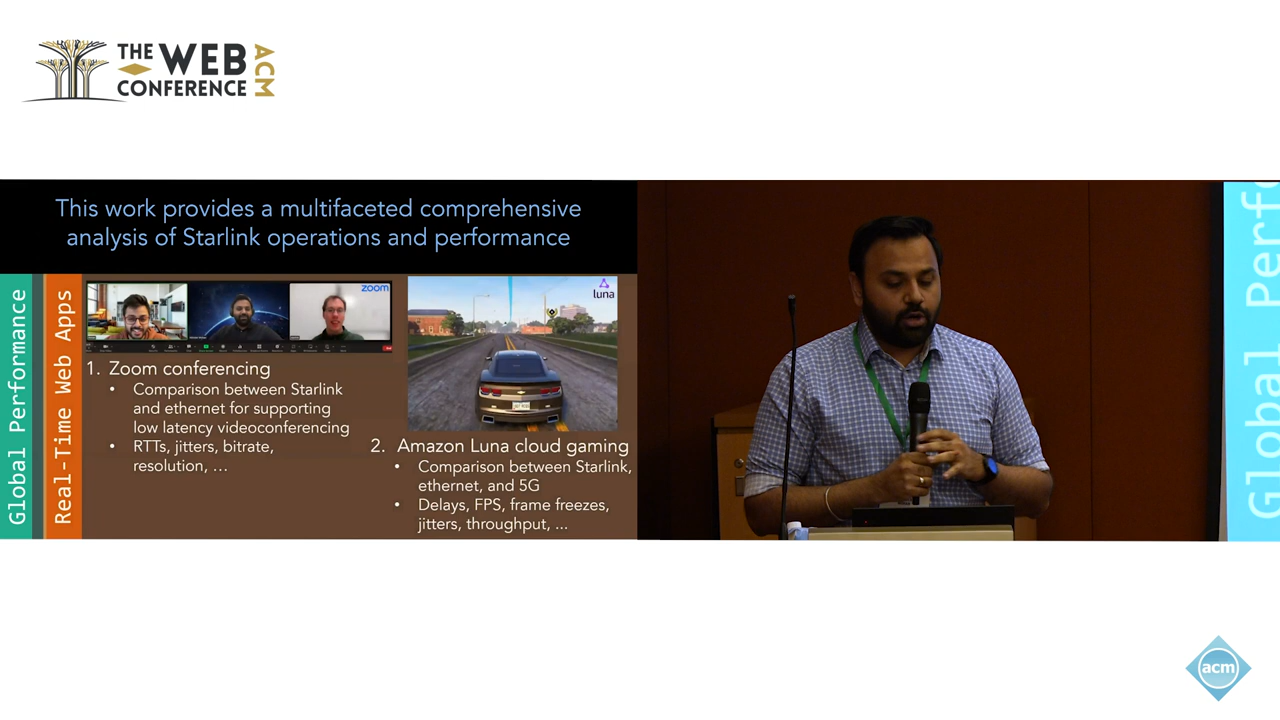 THE WEB
CONFERENCE
ACM
This work provides a multifaceted comprehensive
analysis of Starlink operations and performance
Global Performance
Real-Time Web Apps
zoom
luna
1. Zoom conferencing
• Comparison between Starlink
and ethernet for supporting
low latency videoconferencing
• RTTs, jitters, bitrate,
resolution, …
2. Amazon Luna cloud gaming
• Comparison between Starlink,
ethernet, and 5G
• Delays, FPS, frame freezes,
jitters, throughput, ...
Global Perf
acm